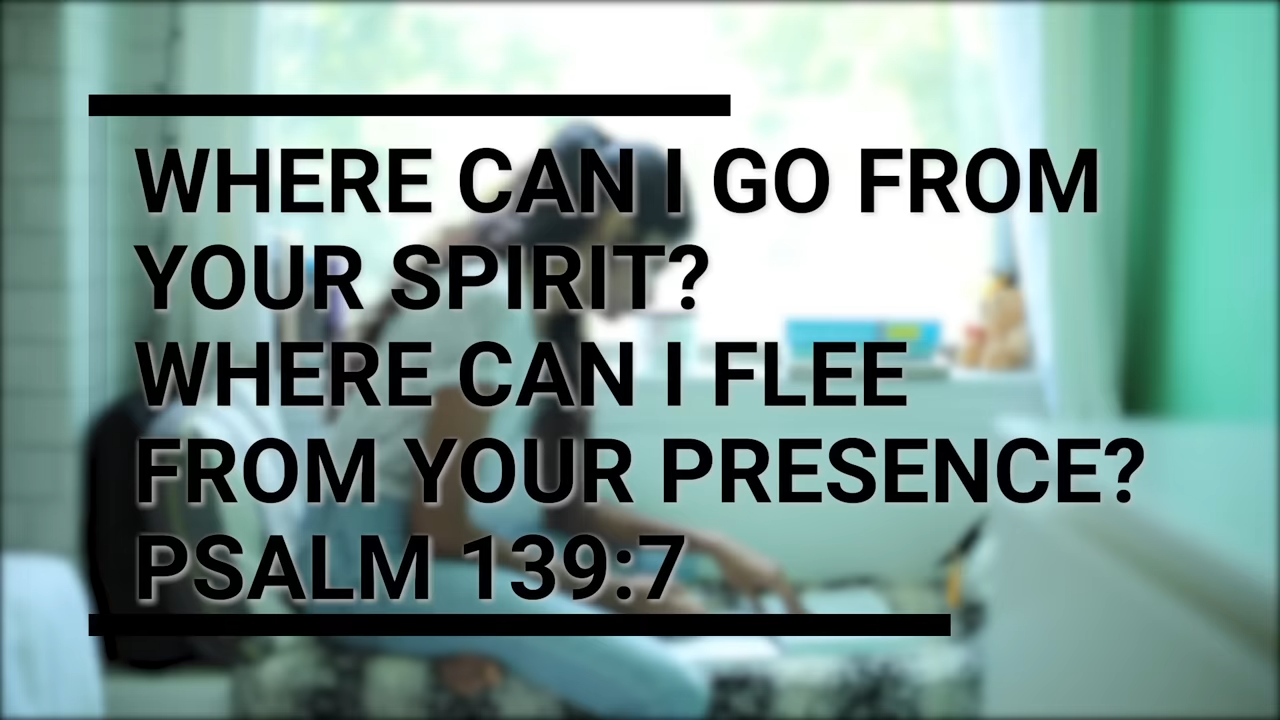 WHERE CAN I GO FROM
YOUR SPIRIT?
WHERE CAN I FLEE
FROM YOUR PRESENCE?
PSALM 139:7